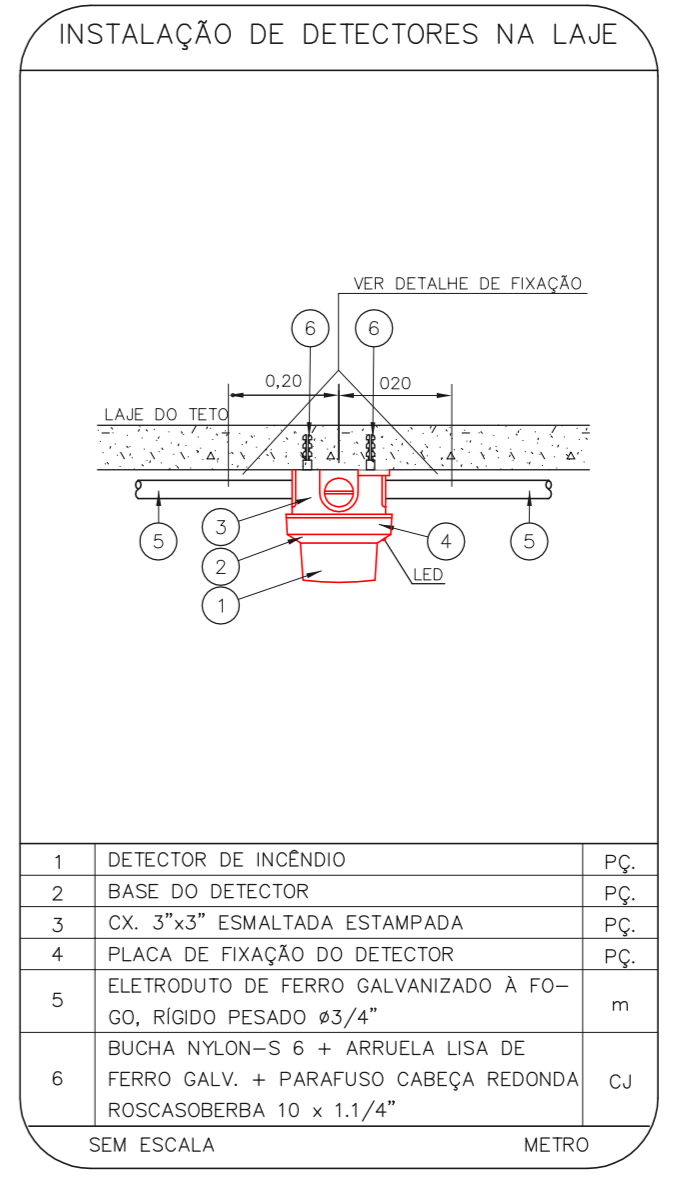 INSTALAÇÃO DE DETECTORES NA LAJE
VER DETALHE DE FIXAÇÃO
6 6
0,20 020
LAJE DO TETO
5 3 4 5
2
LED
1
1 DETECTOR DE INCÊNDIO PÇ.
2 BASE DO DETECTOR PÇ.
3 CX. 3"x3" ESMALTADA ESTAMPADA PÇ.
4 PLACA DE FIXAÇÃO DO DETECTOR PÇ.
5 ELETRODUTO DE FERRO GALVANIZADO À FO-
GO, RÍGIDO PESADO ø3/4" m
BUCHA NYLON-S 6 + ARRUELA LISA DE
6 FERRO GALV. + PARAFUSO CABEÇA REDONDA CJ
ROSCASOBERBA 10 x 1.1/4"
SEM ESCALA METRO